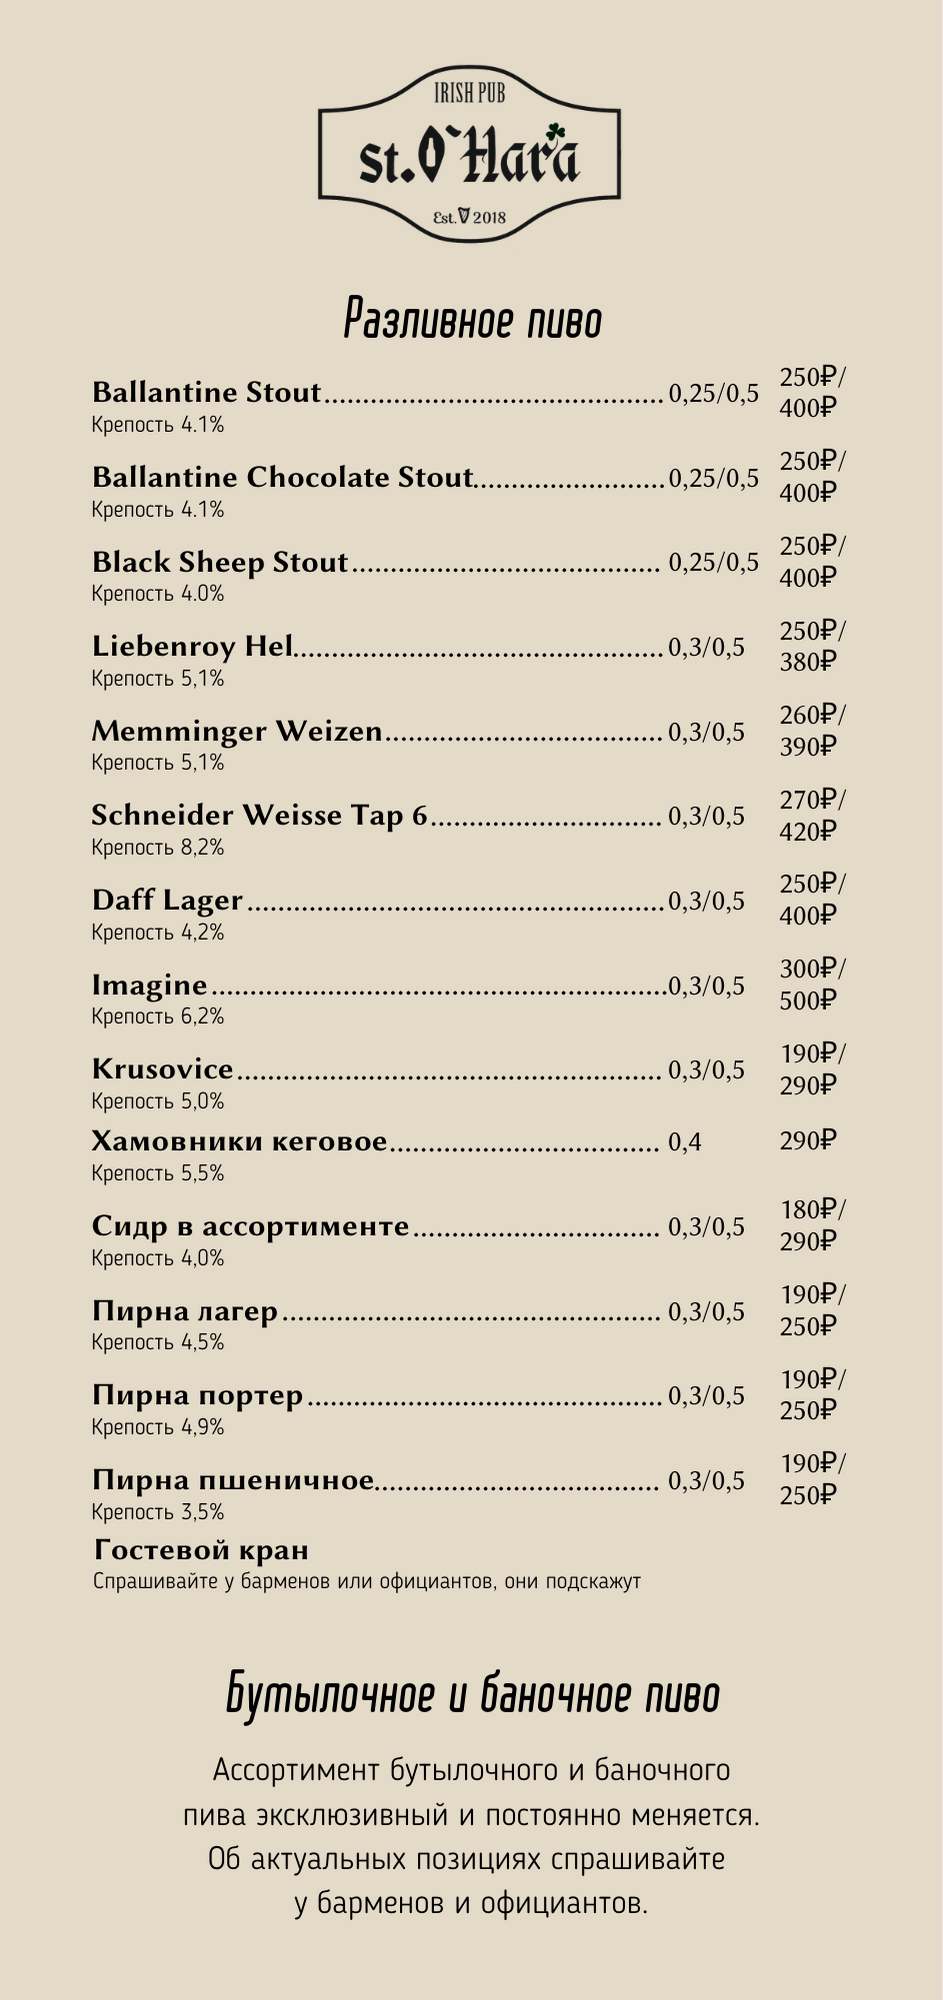 IRISH PUB
st.O`Hara
Est. 2018
Разливное пиво
Ballantine Stout........................................... 0,25/0,5 250₽/
400₽
Крепость 4.1%
Ballantine Chocolate Stout........................ 0,25/0,5 250₽/
400₽
Крепость 4.1%
Black Sheep Stout ....................................... 0,25/0,5 250₽/
400₽
Крепость 4.0%
Liebenroy Hel............................................... 0,3/0,5 250₽/
380₽
Крепость 5,1%
Memminger Weizen................................... 0,3/0,5 260₽/
390₽
Крепость 5,1%
Schneider Weisse Tap 6............................. 0,3/0,5 270₽/
420₽
Крепость 8,2%
Daff Lager ..................................................... 0,3/0,5 250₽/
400₽
Крепость 4,2%
Imagine..........................................................0,3/0,5 300₽/
500₽
Крепость 6,2%
Krusovice...................................................... 0,3/0,5 190₽/
290₽
Крепость 5,0%
Хамовники кеговое.................................. 0,4 290₽
Крепость 5,5%
Сидр в ассортименте............................... 0,3/0,5 180₽/
290₽
Крепость 4,0%
Пирна лагер ................................................ 0,3/0,5 190₽/
250₽
Крепость 4,5%
Пирна портер ............................................. 0,3/0,5 190₽/
250₽
Крепость 4,9%
Пирна пшеничное.................................... 0,3/0,5 190₽/
250₽
Крепость 3,5%
Гостевой кран
Спрашивайте у барменов или официантов, они подскажут
Бутылочное и баночное пиво
Ассортимент бутылочного и баночного
пива эксклюзивный и постоянно меняется.
Об актуальных позициях спрашивайте
у барменов и официантов.